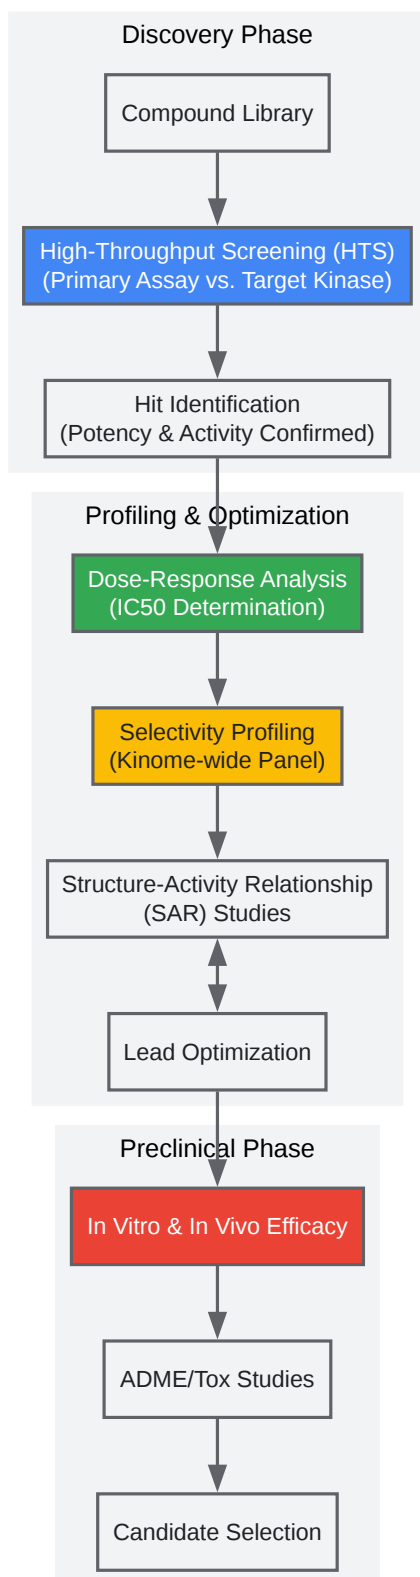 Discovery Phase
Compound Library
High-Throughput Screening (HTS)
(Primary Assay vs. Target Kinase)
Hit Identification
(Potency & Activity Confirmed)
Profiling & Optimization
Dose-Response Analysis
(IC50 Determination)
Selectivity Profiling
(Kinome-wide Panel)
Structure-Activity Relationship
(SAR) Studies
Lead Optimization
Preclinical Phase
In Vitro & In Vivo Efficacy
ADME/Tox Studies
Candidate Selection